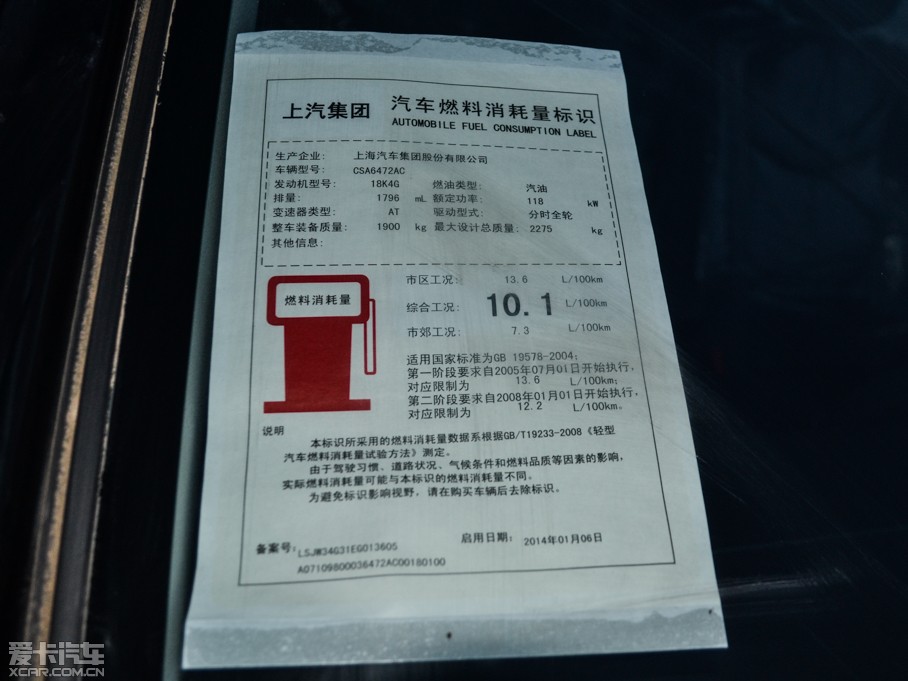 上汽集团 汽车燃料消耗量标识
AUTOMOBILE FUEL CONSUMPTION LABEL
生产企业: 上海汽车集团股份有限公司
车辆型号: CSA6472AC
发动机型号: 18K4G 燃油类型: 汽油
排量: 1796 mL 额定功率: 118 kW
变速器类型: AT 驱动型式: 分时全轮
整车装备质量: 1900 kg 最大设计总质量: 2275 kg
其他信息:
燃料消耗量
市区工况: 13.6 L/100km
综合工况: 10.1 L/100km
市郊工况: 7.3 L/100km
适用国家标准为GB 19578-2004;
第一阶段要求自2005年07月01日开始执行,
对应限制为 13.6 L/100km;
第二阶段要求自2008年01月01日开始执行,
对应限制为 12.2 L/100km。
说明
本标识所采用的燃料消耗量数据系根据GB/T19233-2008《轻型
汽车燃料消耗量试验方法》测定。
由于驾驶习惯、道路状况、气候条件和燃料品质等因素的影响,
实际燃料消耗量可能与本标识的燃料消耗量不同。
为避免标识影响视野,请在购买车辆后去除标识。
备案号: LSJW34G31EG013605 启用日期: 2014年01月06日
A07109800036472AC00180100
爱卡汽车
XCAR.COM.CN